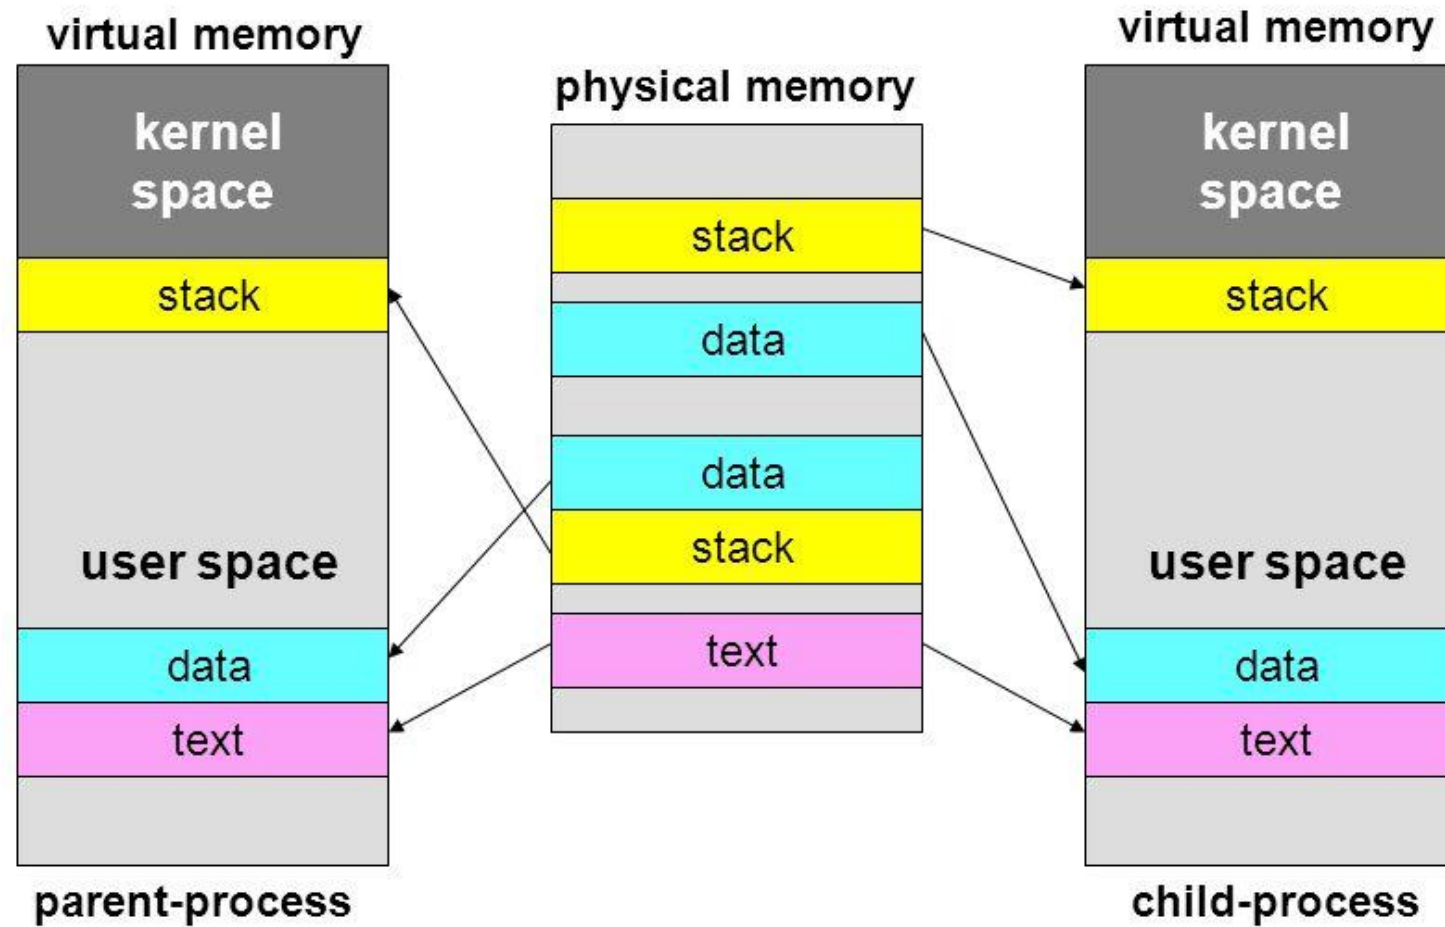 virtual memory
kernel
space
stack
user space
data
text
parent-process
physical memory
stack
data
data
stack
text
virtual memory
kernel
space
stack
user space
data
text
child-process